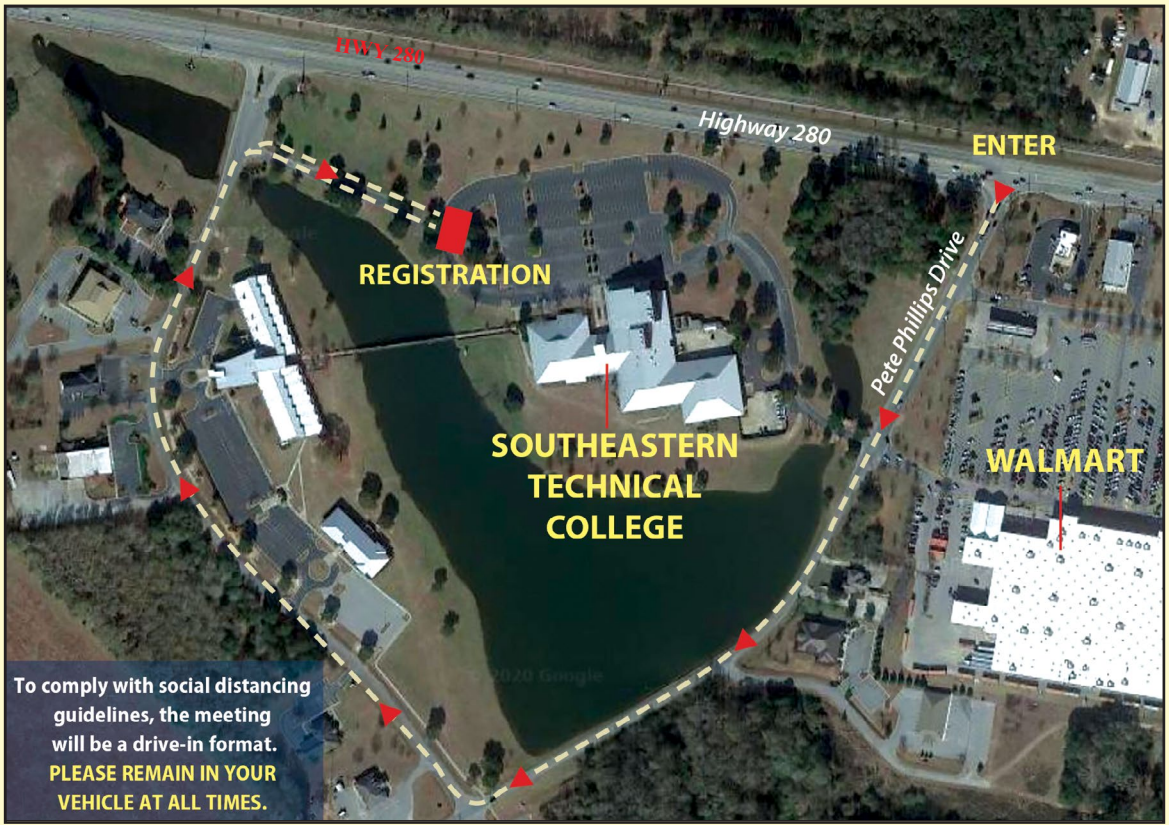 HWY 280
Highway 280
ENTER
Pete Phillips Drive
REGISTRATION
SOUTHEASTERN
TECHNICAL
COLLEGE
WALMART
2020 Google
To comply with social distancing
guidelines, the meeting
will be a drive-in format.
PLEASE REMAIN IN YOUR
VEHICLE AT ALL TIMES.